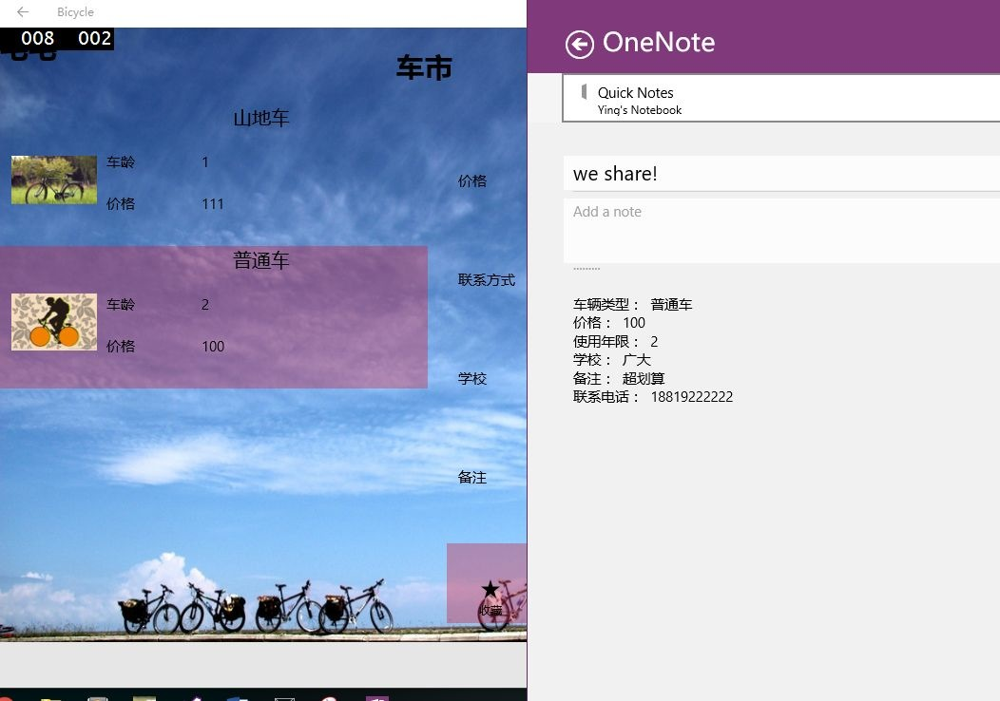 Bicycle
008 002
车市
山地车
车龄 1
价格 111
普通车
车龄 2
价格 100
价格
联系方式
学校
备注
收藏
OneNote
Quick Notes
Ying's Notebook
we share!
Add a note
车辆类型： 普通车
价格： 100
使用年限： 2
学校： 广大
备注： 超划算
联系电话： 18819222222